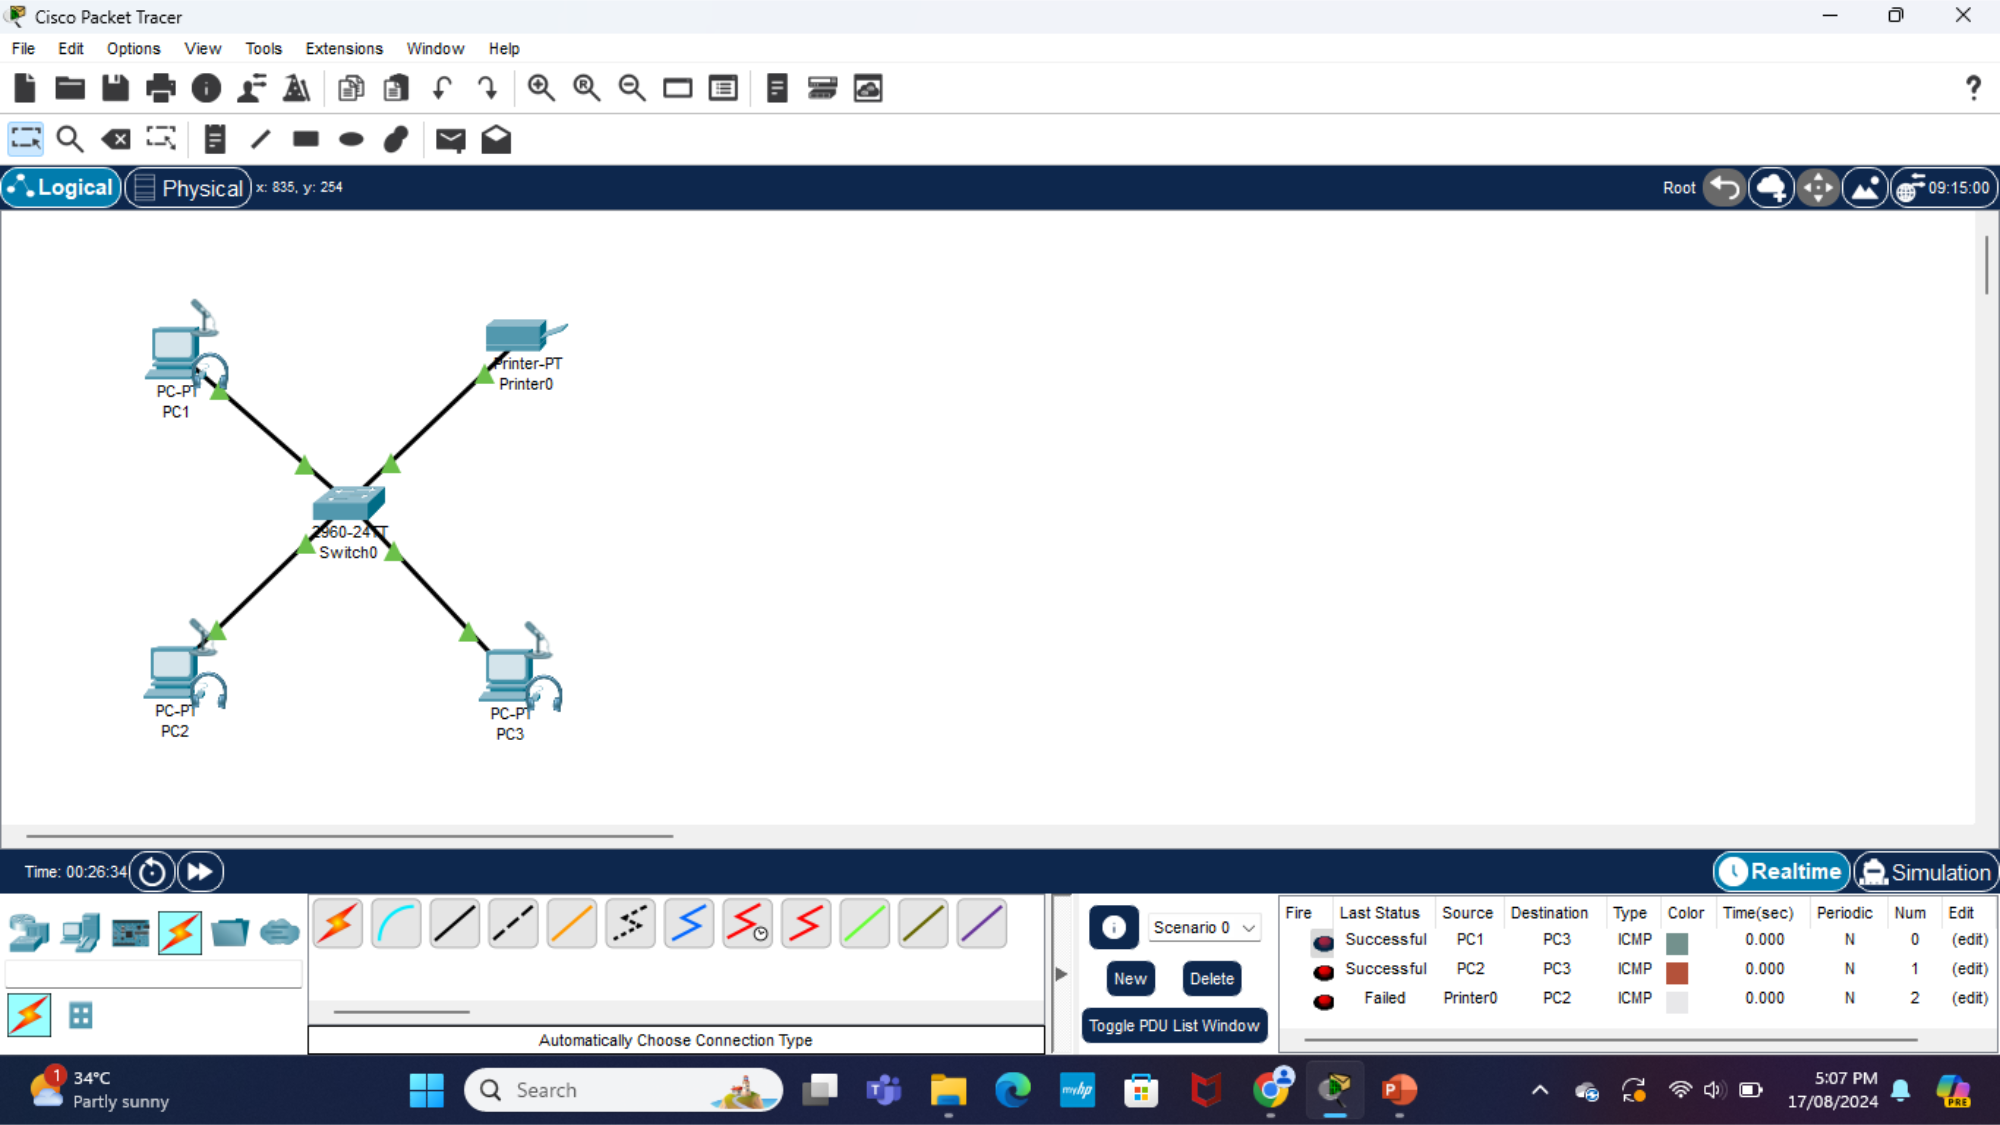 Cisco Packet Tracer
File Edit Options View Tools Extensions Window Help
?
Logical Physical x: 835, y: 254 Root 09:15:00
PC-PT
PC1
Printer-PT
Printer0
2960-24TT
Switch0
PC-PT
PC2
PC-PT
PC3
Time: 00:26:34 Realtime Simulation
Scenario 0
New Delete
Toggle PDU List Window
Automatically Choose Connection Type
Fire Last Status Source Destination Type Color Time(sec) Periodic Num Edit
Successful PC1 PC3 ICMP 0.000 N 0 (edit)
Successful PC2 PC3 ICMP 0.000 N 1 (edit)
Failed Printer0 PC2 ICMP 0.000 N 2 (edit)
1
34°C
Partly sunny
Search
myhp
PRE
5:07 PM
17/08/2024